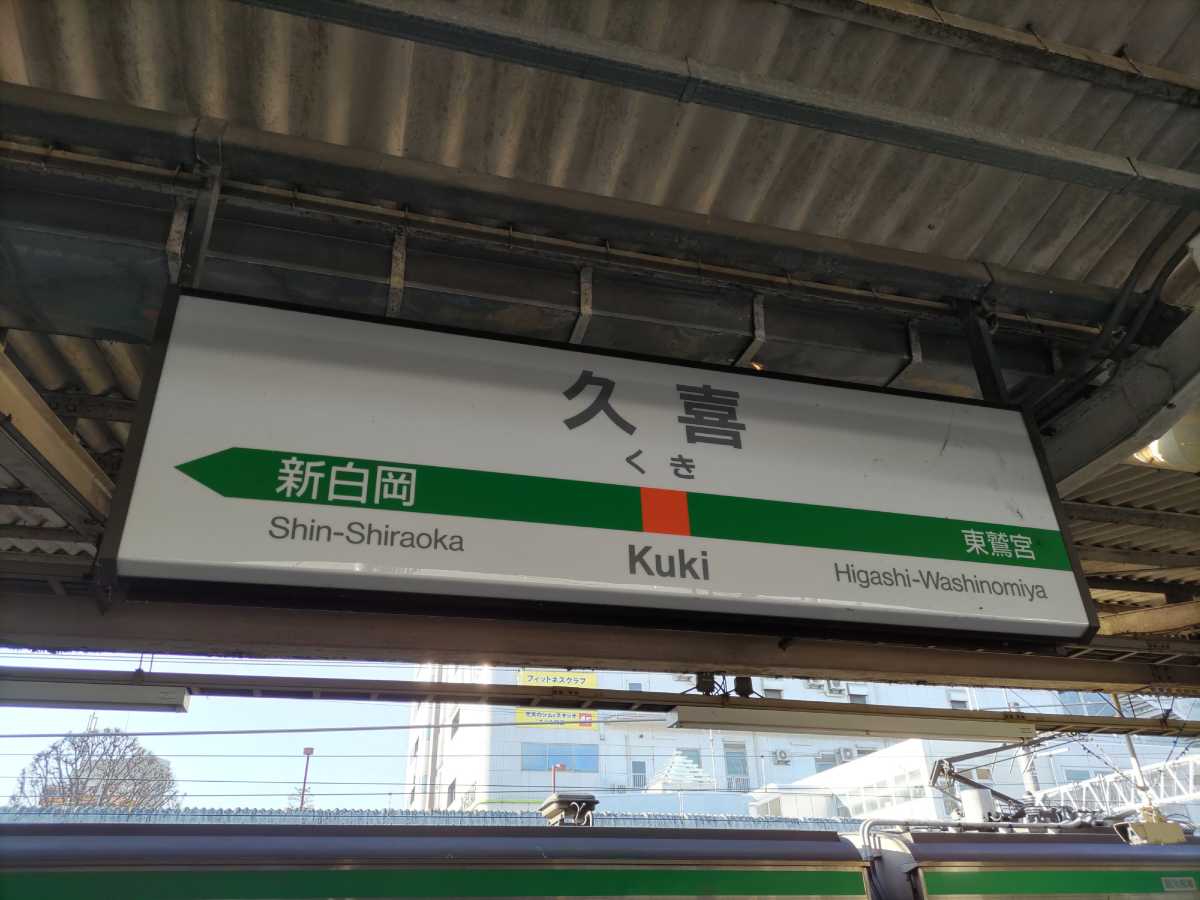 久喜
くき
新白岡
東鷲宮
Shin-Shiraoka
Kuki
Higashi-Washinomiya
フィットネスクラブ